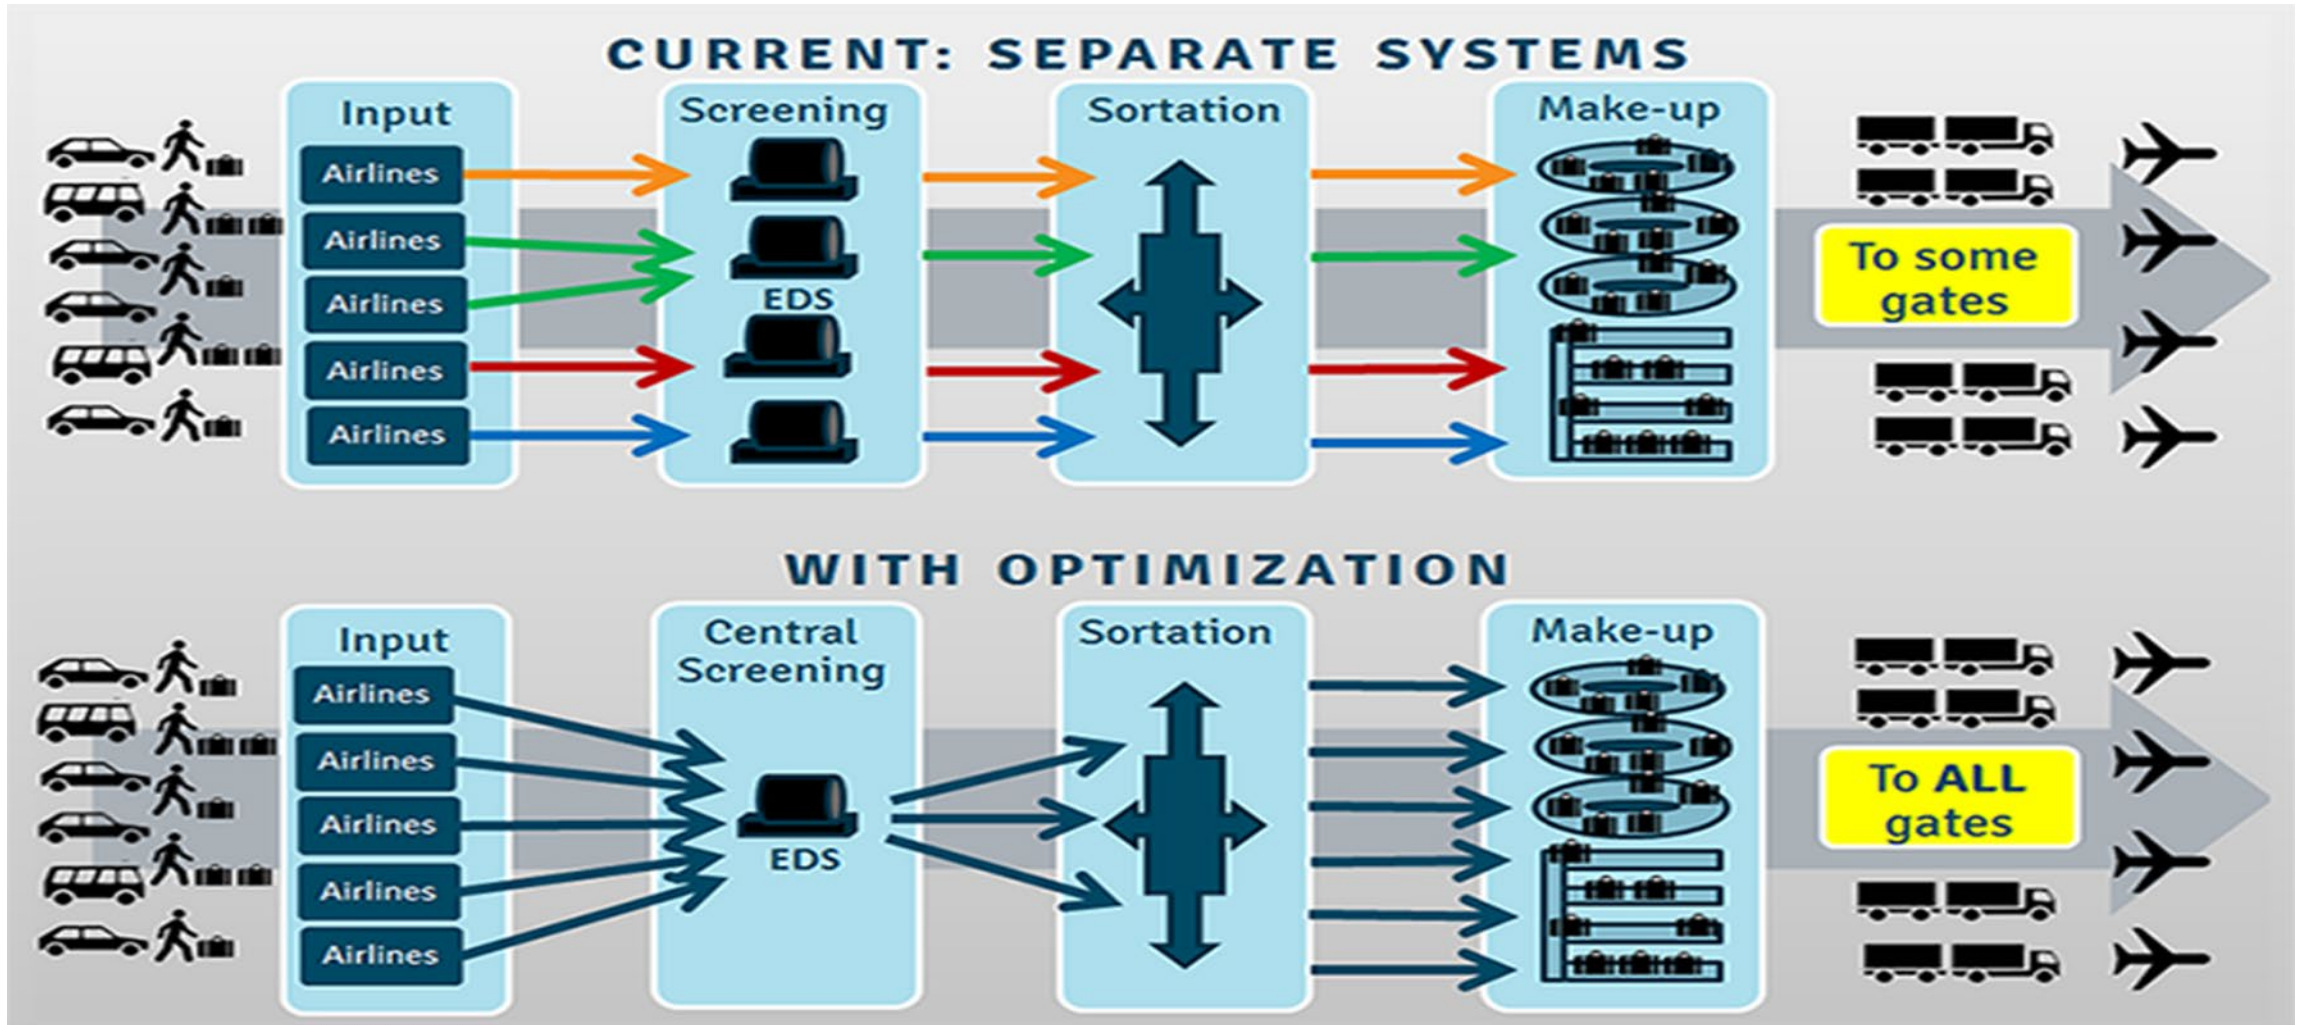 CURRENT: SEPARATE SYSTEMS
Input
Screening
Sortation
Make-up
Airlines
Airlines
Airlines
Airlines
Airlines
EDS
To some
gates
WITH OPTIMIZATION
Input
Central
Screening
Sortation
Make-up
Airlines
Airlines
Airlines
Airlines
Airlines
EDS
To ALL
gates